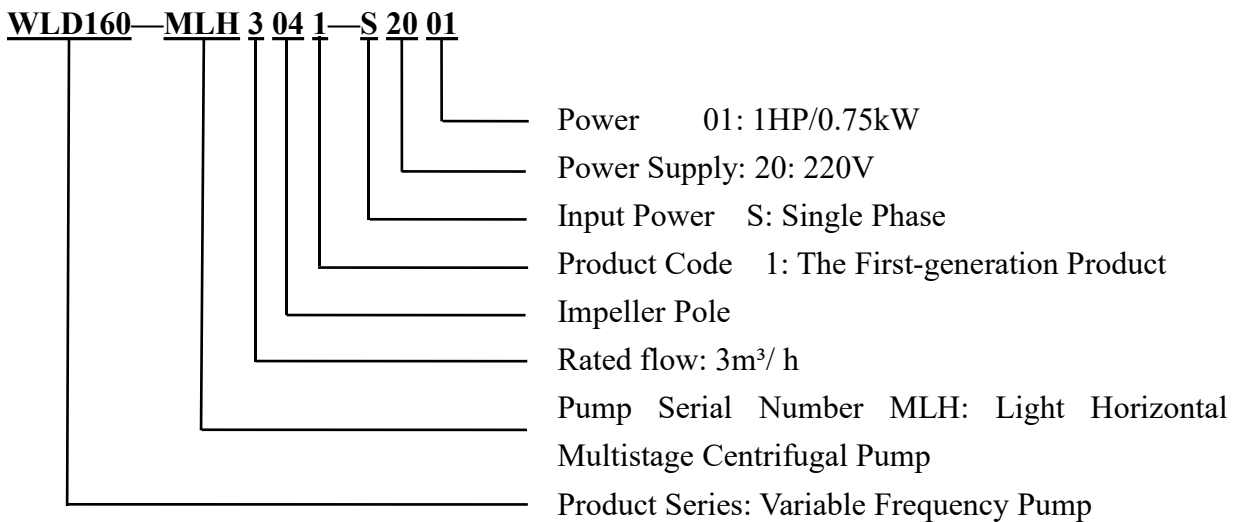 WLD160—MLH 3 04 1—S 20 01
Power 01: 1HP/0.75kW
Power Supply: 20: 220V
Input Power S: Single Phase
Product Code 1: The First-generation Product
Impeller Pole
Rated flow: 3m³/ h
Pump Serial Number MLH: Light Horizontal
Multistage Centrifugal Pump
Product Series: Variable Frequency Pump